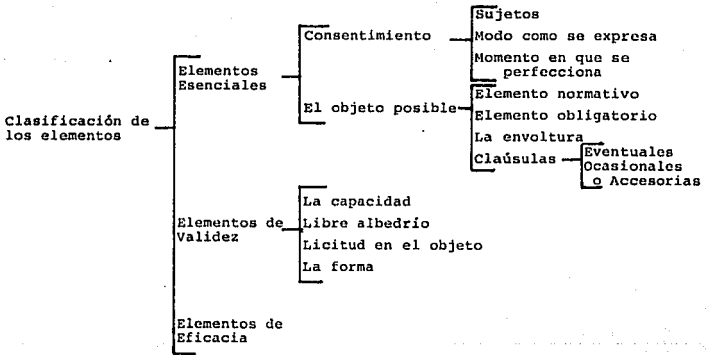 Clasificación de
los elementos
Elementos
Esenciales
Consentimiento
Sujetos
Modo como se expresa
Momento en que se
perfecciona
El objeto posible
Elemento normativo
Elemento obligatorio
La envoltura
Claúsulas
Eventuales
Ocasionales
o Accesorias
Elementos de
Validez
La capacidad
Libre albedrío
Licitud en el objeto
La forma
Elementos de
Eficacia